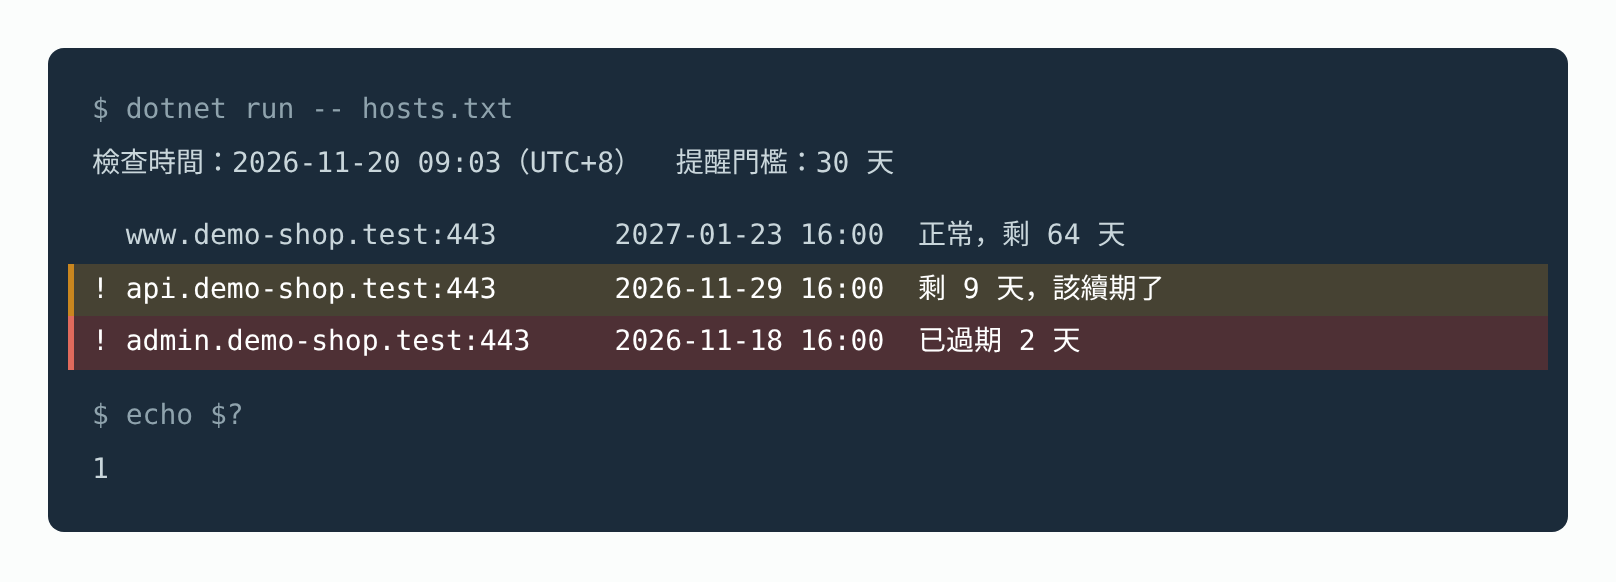 $ dotnet run -- hosts.txt
檢查時間：2026-11-20 09:03（UTC+8）　提醒門檻：30 天
www.demo-shop.test:443 2027-01-23 16:00 正常，剩 64 天
! api.demo-shop.test:443 2026-11-29 16:00 剩 9 天，該續期了
! admin.demo-shop.test:443 2026-11-18 16:00 已過期 2 天
$ echo $?
1